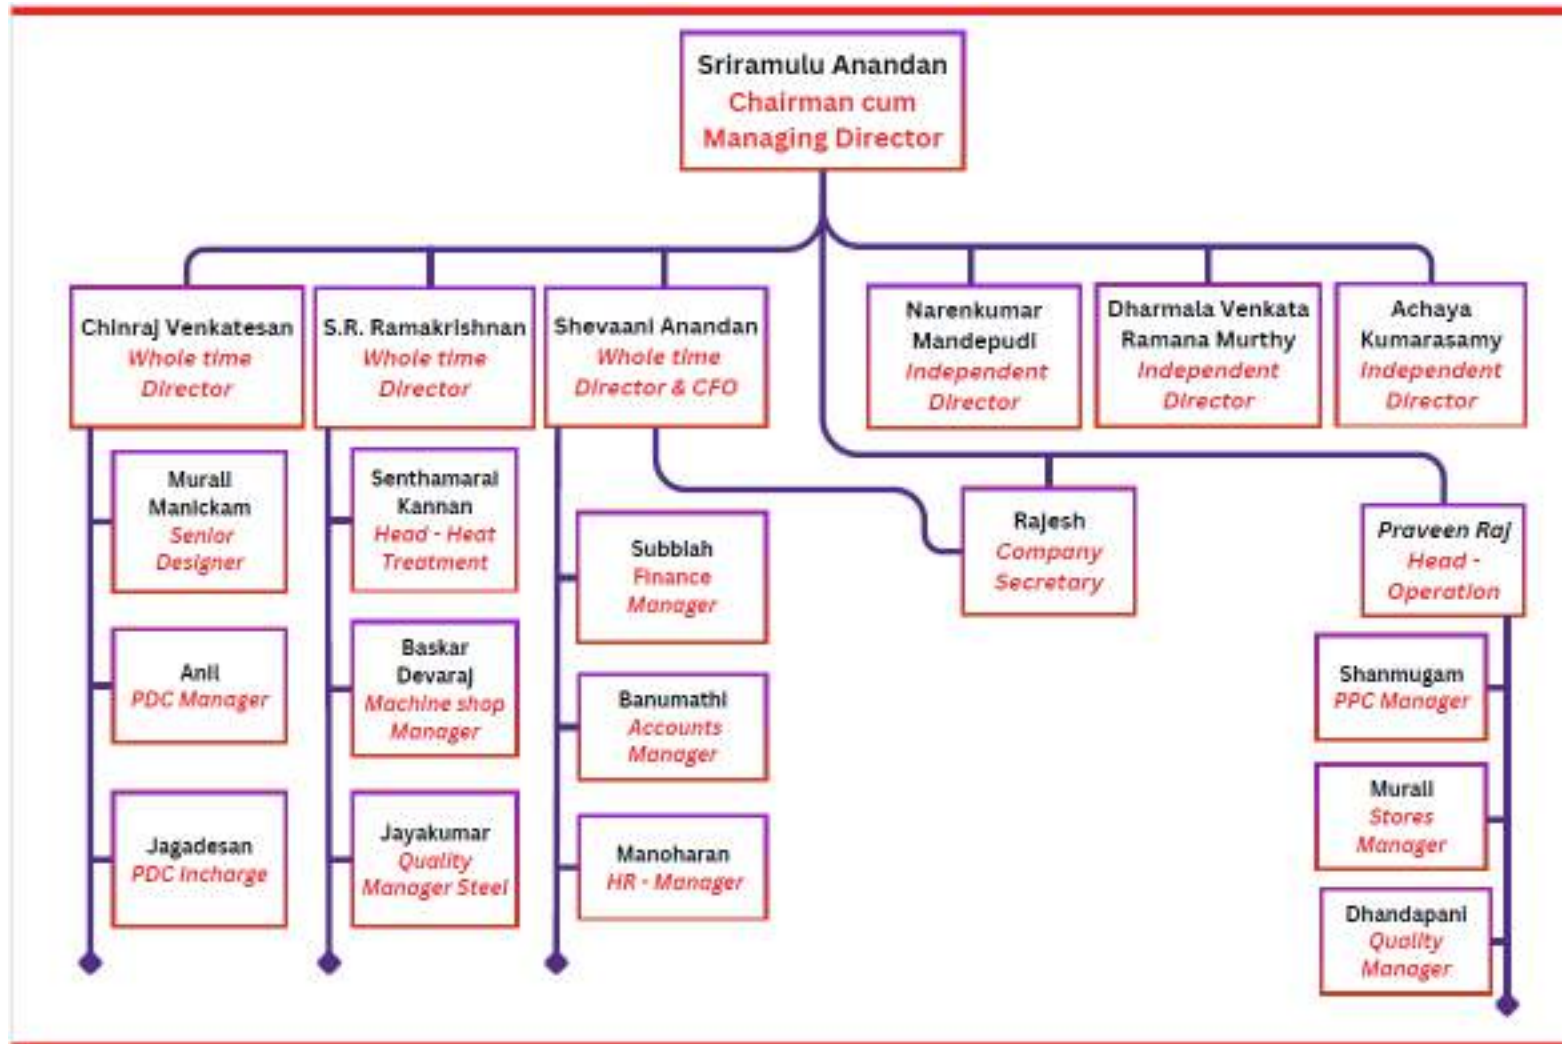 Sriramulu Anandan
Chairman cum
Managing Director
Chinraj Venkatesan
Whole time
Director
S.R. Ramakrishnan
Whole time
Director
Shevaani Anandan
Whole time
Director & CFO
Narenkumar
Mandepudi
Independent
Director
Dharmala Venkata
Ramana Murthy
Independent
Director
Achaya
Kumarasamy
Independent
Director
Murali
Manickam
Senior
Designer
Anil
PDC Manager
Jagadesan
PDC Incharge
Senthamarai
Kannan
Head - Heat
Treatment
Baskar
Devaraj
Machine shop
Manager
Jayakumar
Quality
Manager Steel
Subbiah
Finance
Manager
Banumathi
Accounts
Manager
Manoharan
HR - Manager
Rajesh
Company
Secretary
Praveen Raj
Head -
Operation
Shanmugam
PPC Manager
Murali
Stores
Manager
Dhandapani
Quality
Manager